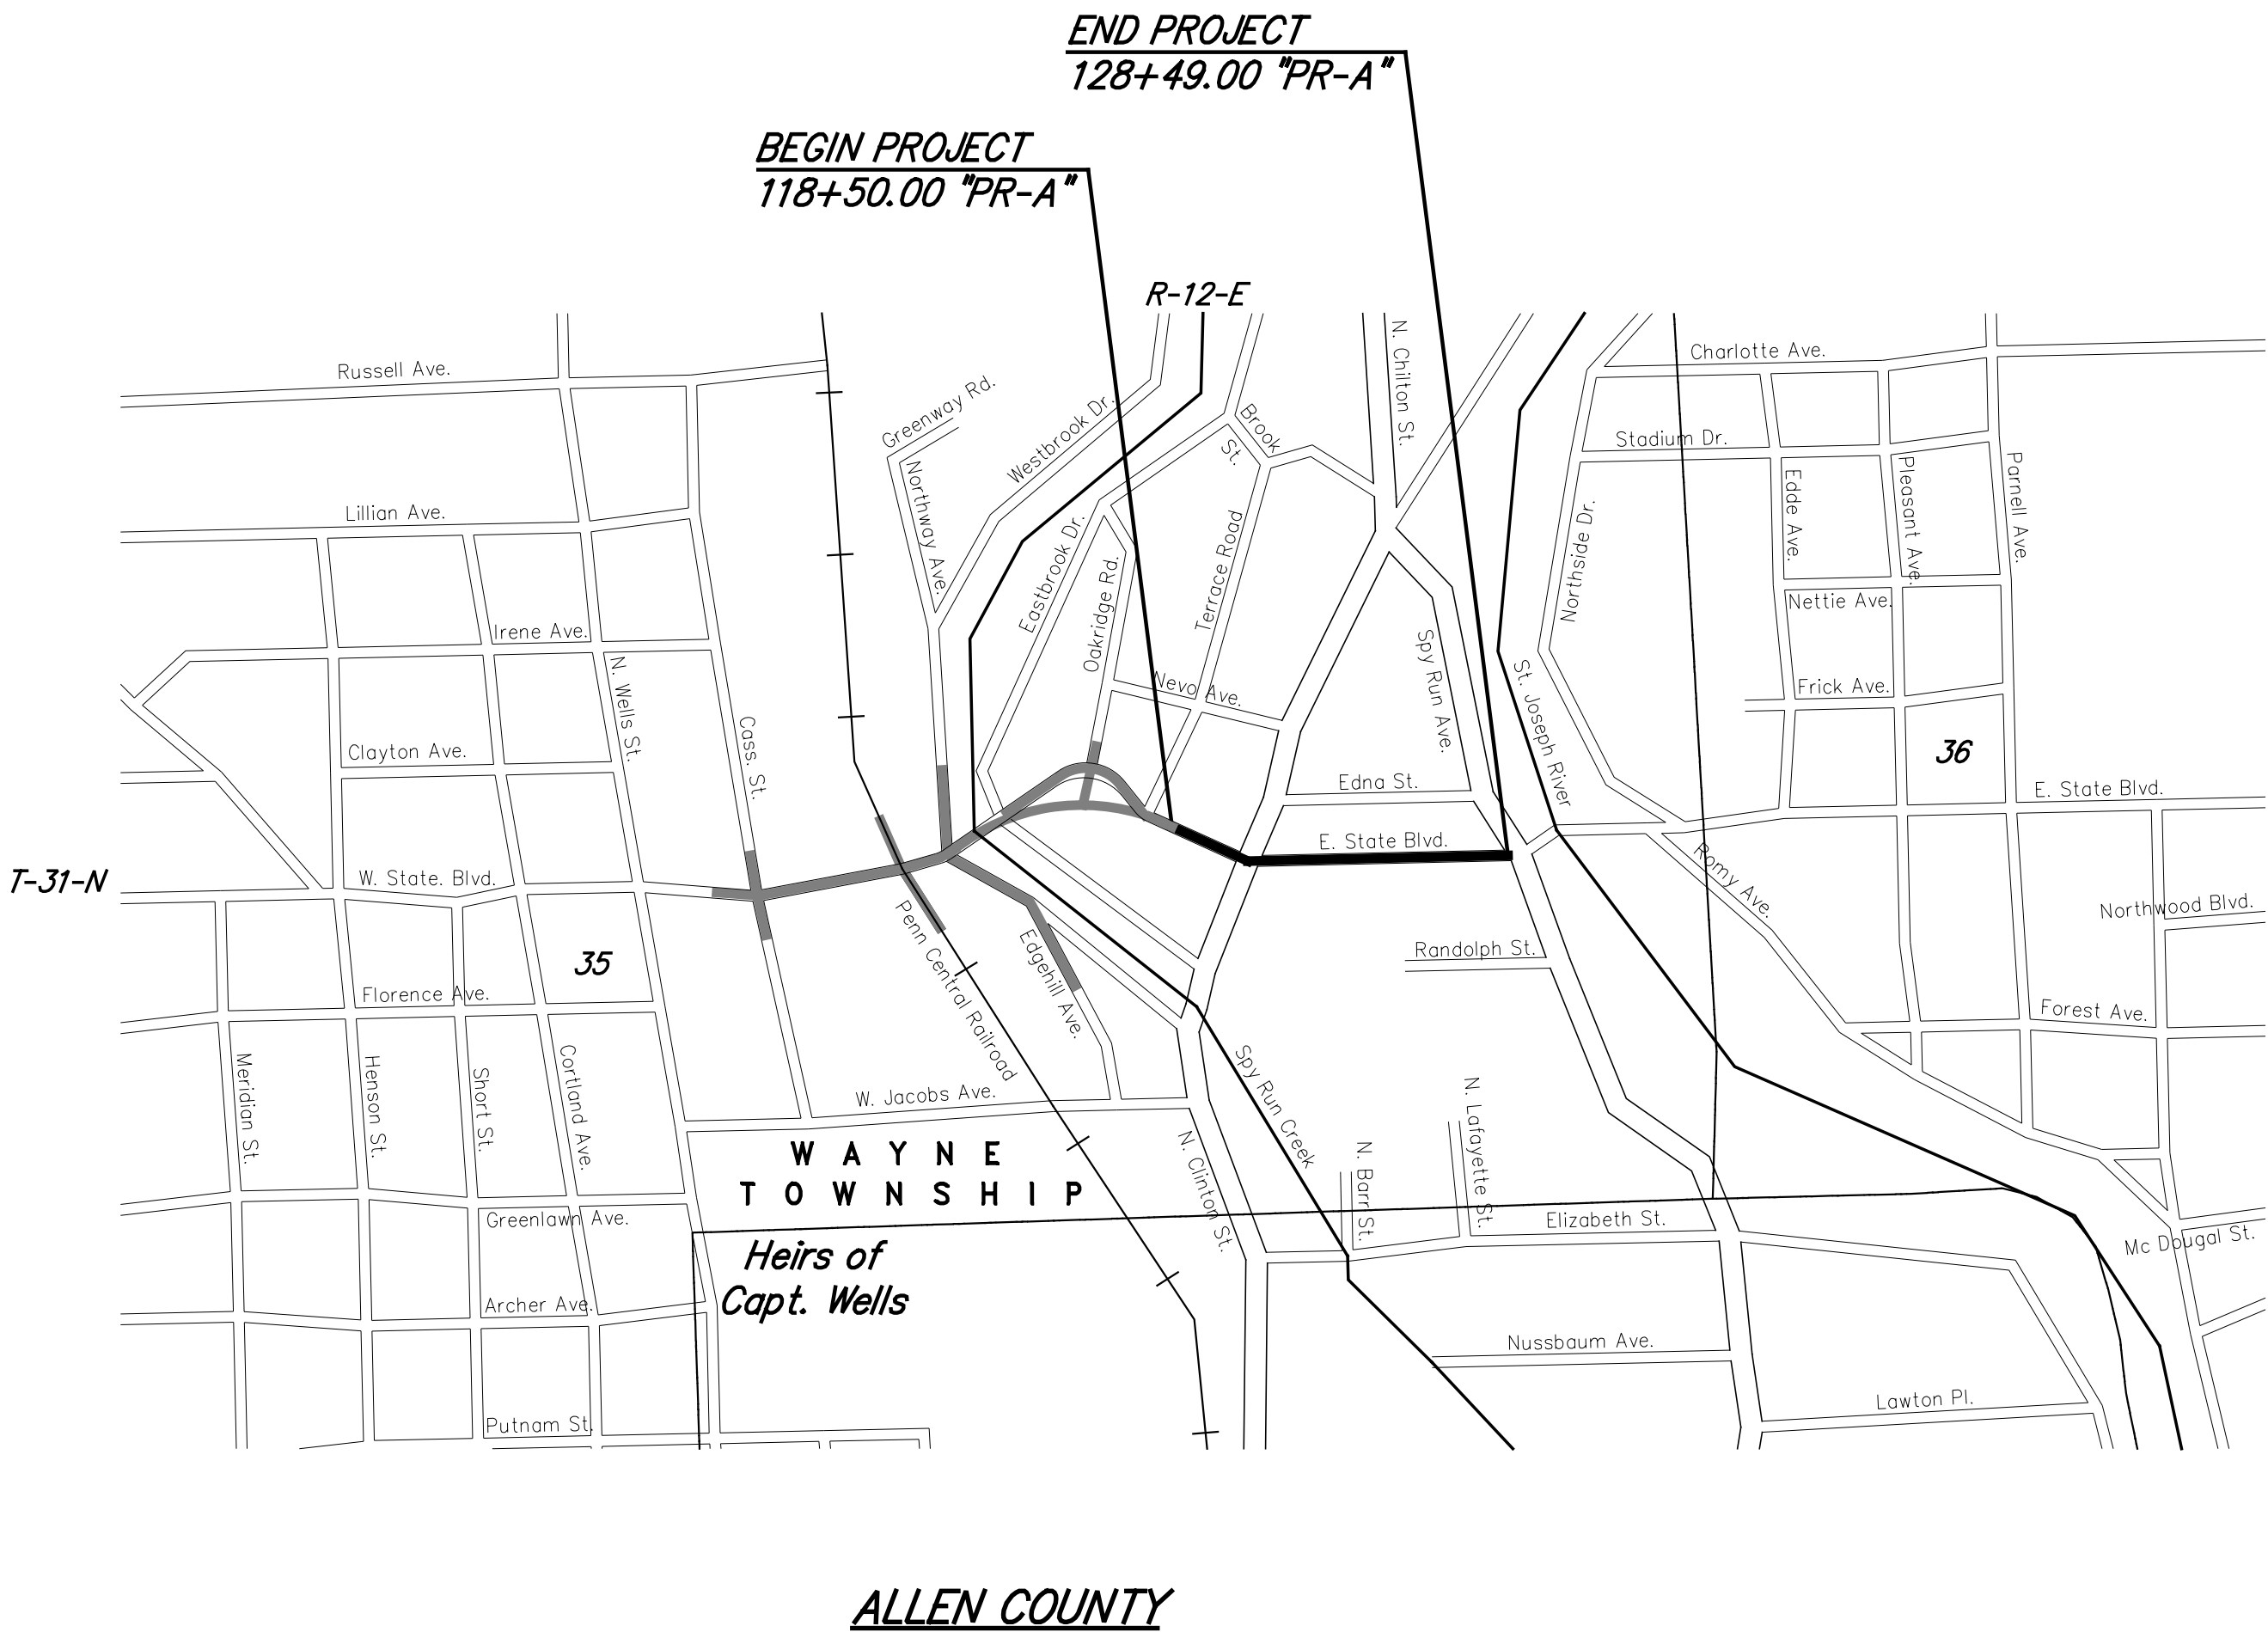 END PROJECT
128+49.00 "PR-A"
BEGIN PROJECT
118+50.00 "PR-A"
R-12-E
N. Chilton St.
Charlotte Ave.
Russell Ave.
Greenway Rd.
Westbrook Dr.
Brook
St.
Stadium Dr.
Northway Ave.
Edde Ave.
Pleasant Ave.
Parnell Ave.
Lillian Ave.
Eastbrook Dr.
Oakridge Rd.
Terrace Road
Northside Dr.
Nettie Ave.
Irene Ave.
N. Wells St.
Nevo Ave.
Spy Run Ave.
St. Joseph River
Frick Ave.
Cass. St.
Clayton Ave.
36
Edna St.
E. State Blvd.
E. State Blvd.
T-31-N
W. State. Blvd.
Romy Ave.
Northwood Blvd.
35
Penn Central Railroad
Edgehill Ave.
Randolph St.
Florence Ave.
Forest Ave.
Meridian St.
Henson St.
Short St.
Cortland Ave.
W. Jacobs Ave.
Spy Run Creek
N. Lafayette St.
N. Clinton St.
N. Barr St.
WAYNE
TOWNSHIP
Greenlawn Ave.
Elizabeth St.
Mc Dougal St.
Heirs of
Capt. Wells
Archer Ave.
Nussbaum Ave.
Lawton Pl.
Putnam St.
ALLEN COUNTY